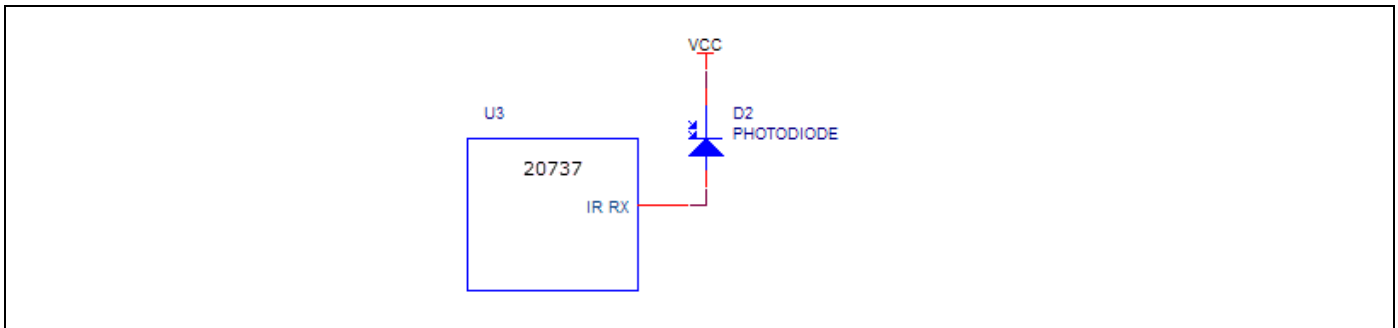 VCC
U3
D2
PHOTODIODE
20737
IR RX